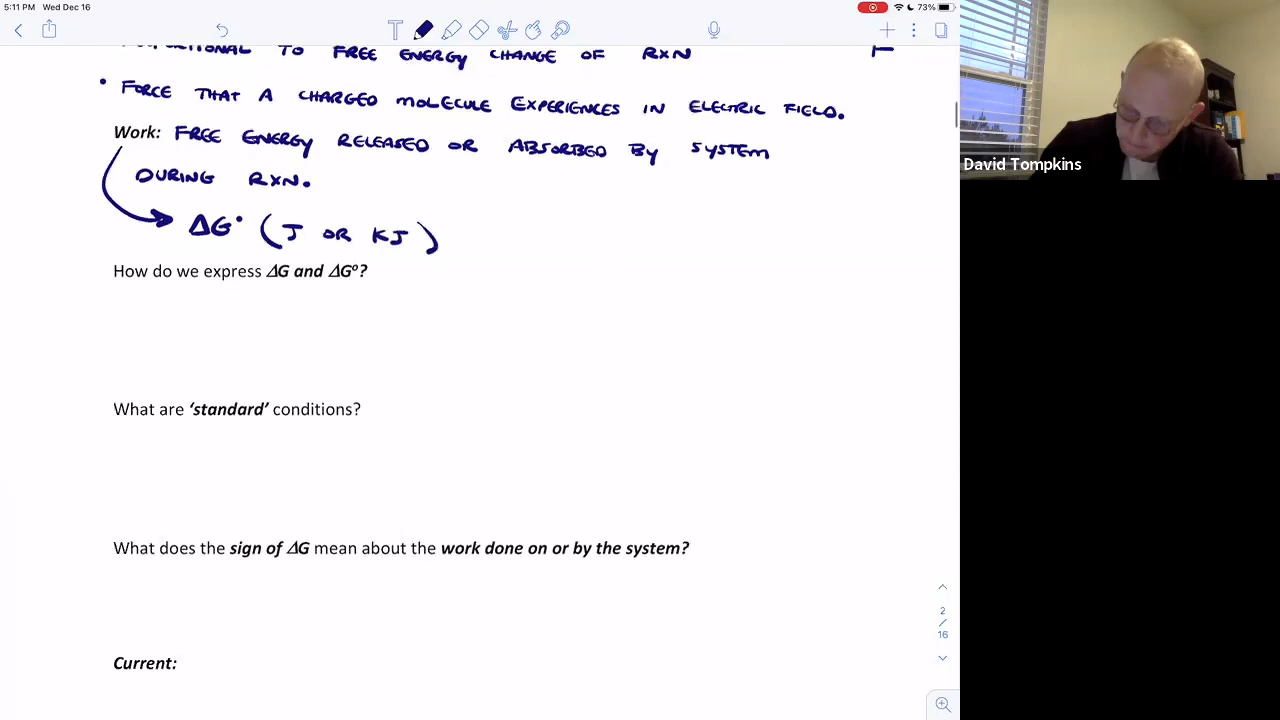 5:11 PM Wed Dec 16
73%
TO FREE ENERGY CHANGE OF RXN
• FORCE THAT A CHARGED MOLECULE EXPERIENCES IN ELECTRIC FIELD.
Work: FREE ENERGY RELEASED OR ABSORBED BY SYSTEM
DURING RXN.
ΔG° (J OR KJ)
How do we express ΔG and ΔGº?
What are ‘standard’ conditions?
What does the sign of ΔG mean about the work done on or by the system?
Current:
2
/
16
David Tompkins